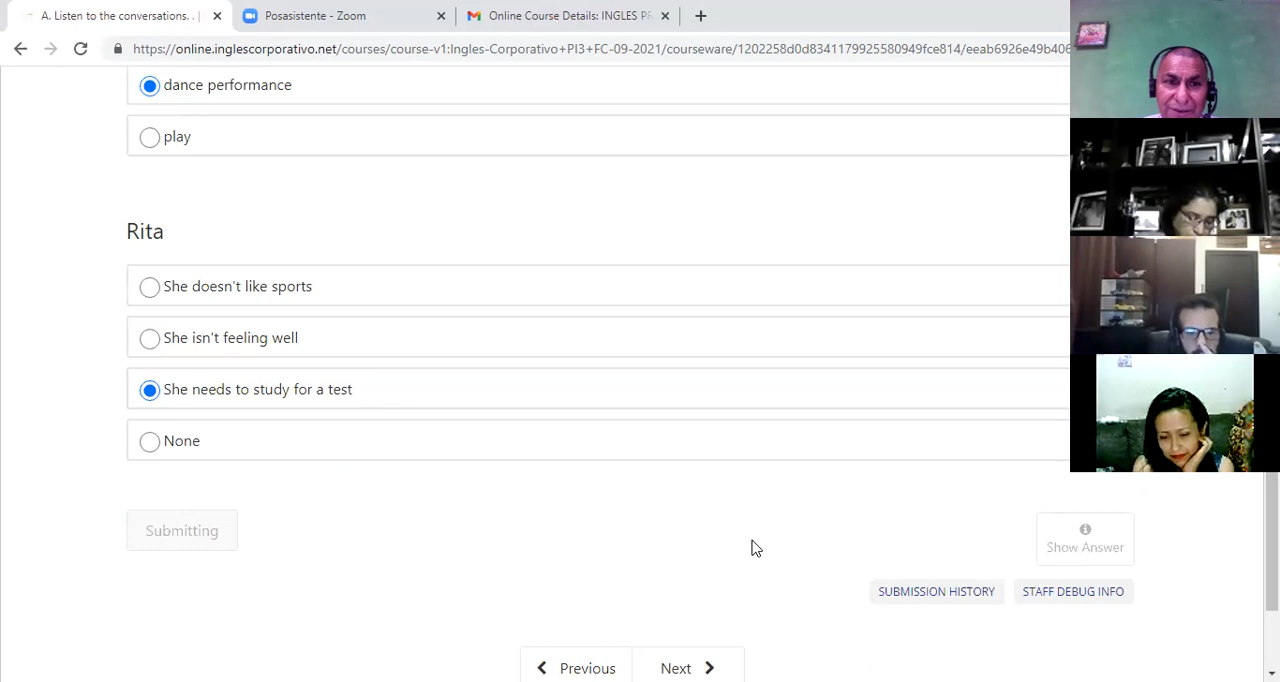 A. Listen to the conversations. . |
Posasistente - Zoom
Online Course Details: INGLES PR
https://online.inglescorporativo.net/courses/course-v1:Ingles-Corporativo+PI3+FC-09-2021/courseware/1202258d0d8341179925580949fce814/eeab6926e49b406
dance performance
play
Rita
She doesn't like sports
She isn't feeling well
She needs to study for a test
None
Submitting
Show Answer
SUBMISSION HISTORY
STAFF DEBUG INFO
Previous
Next